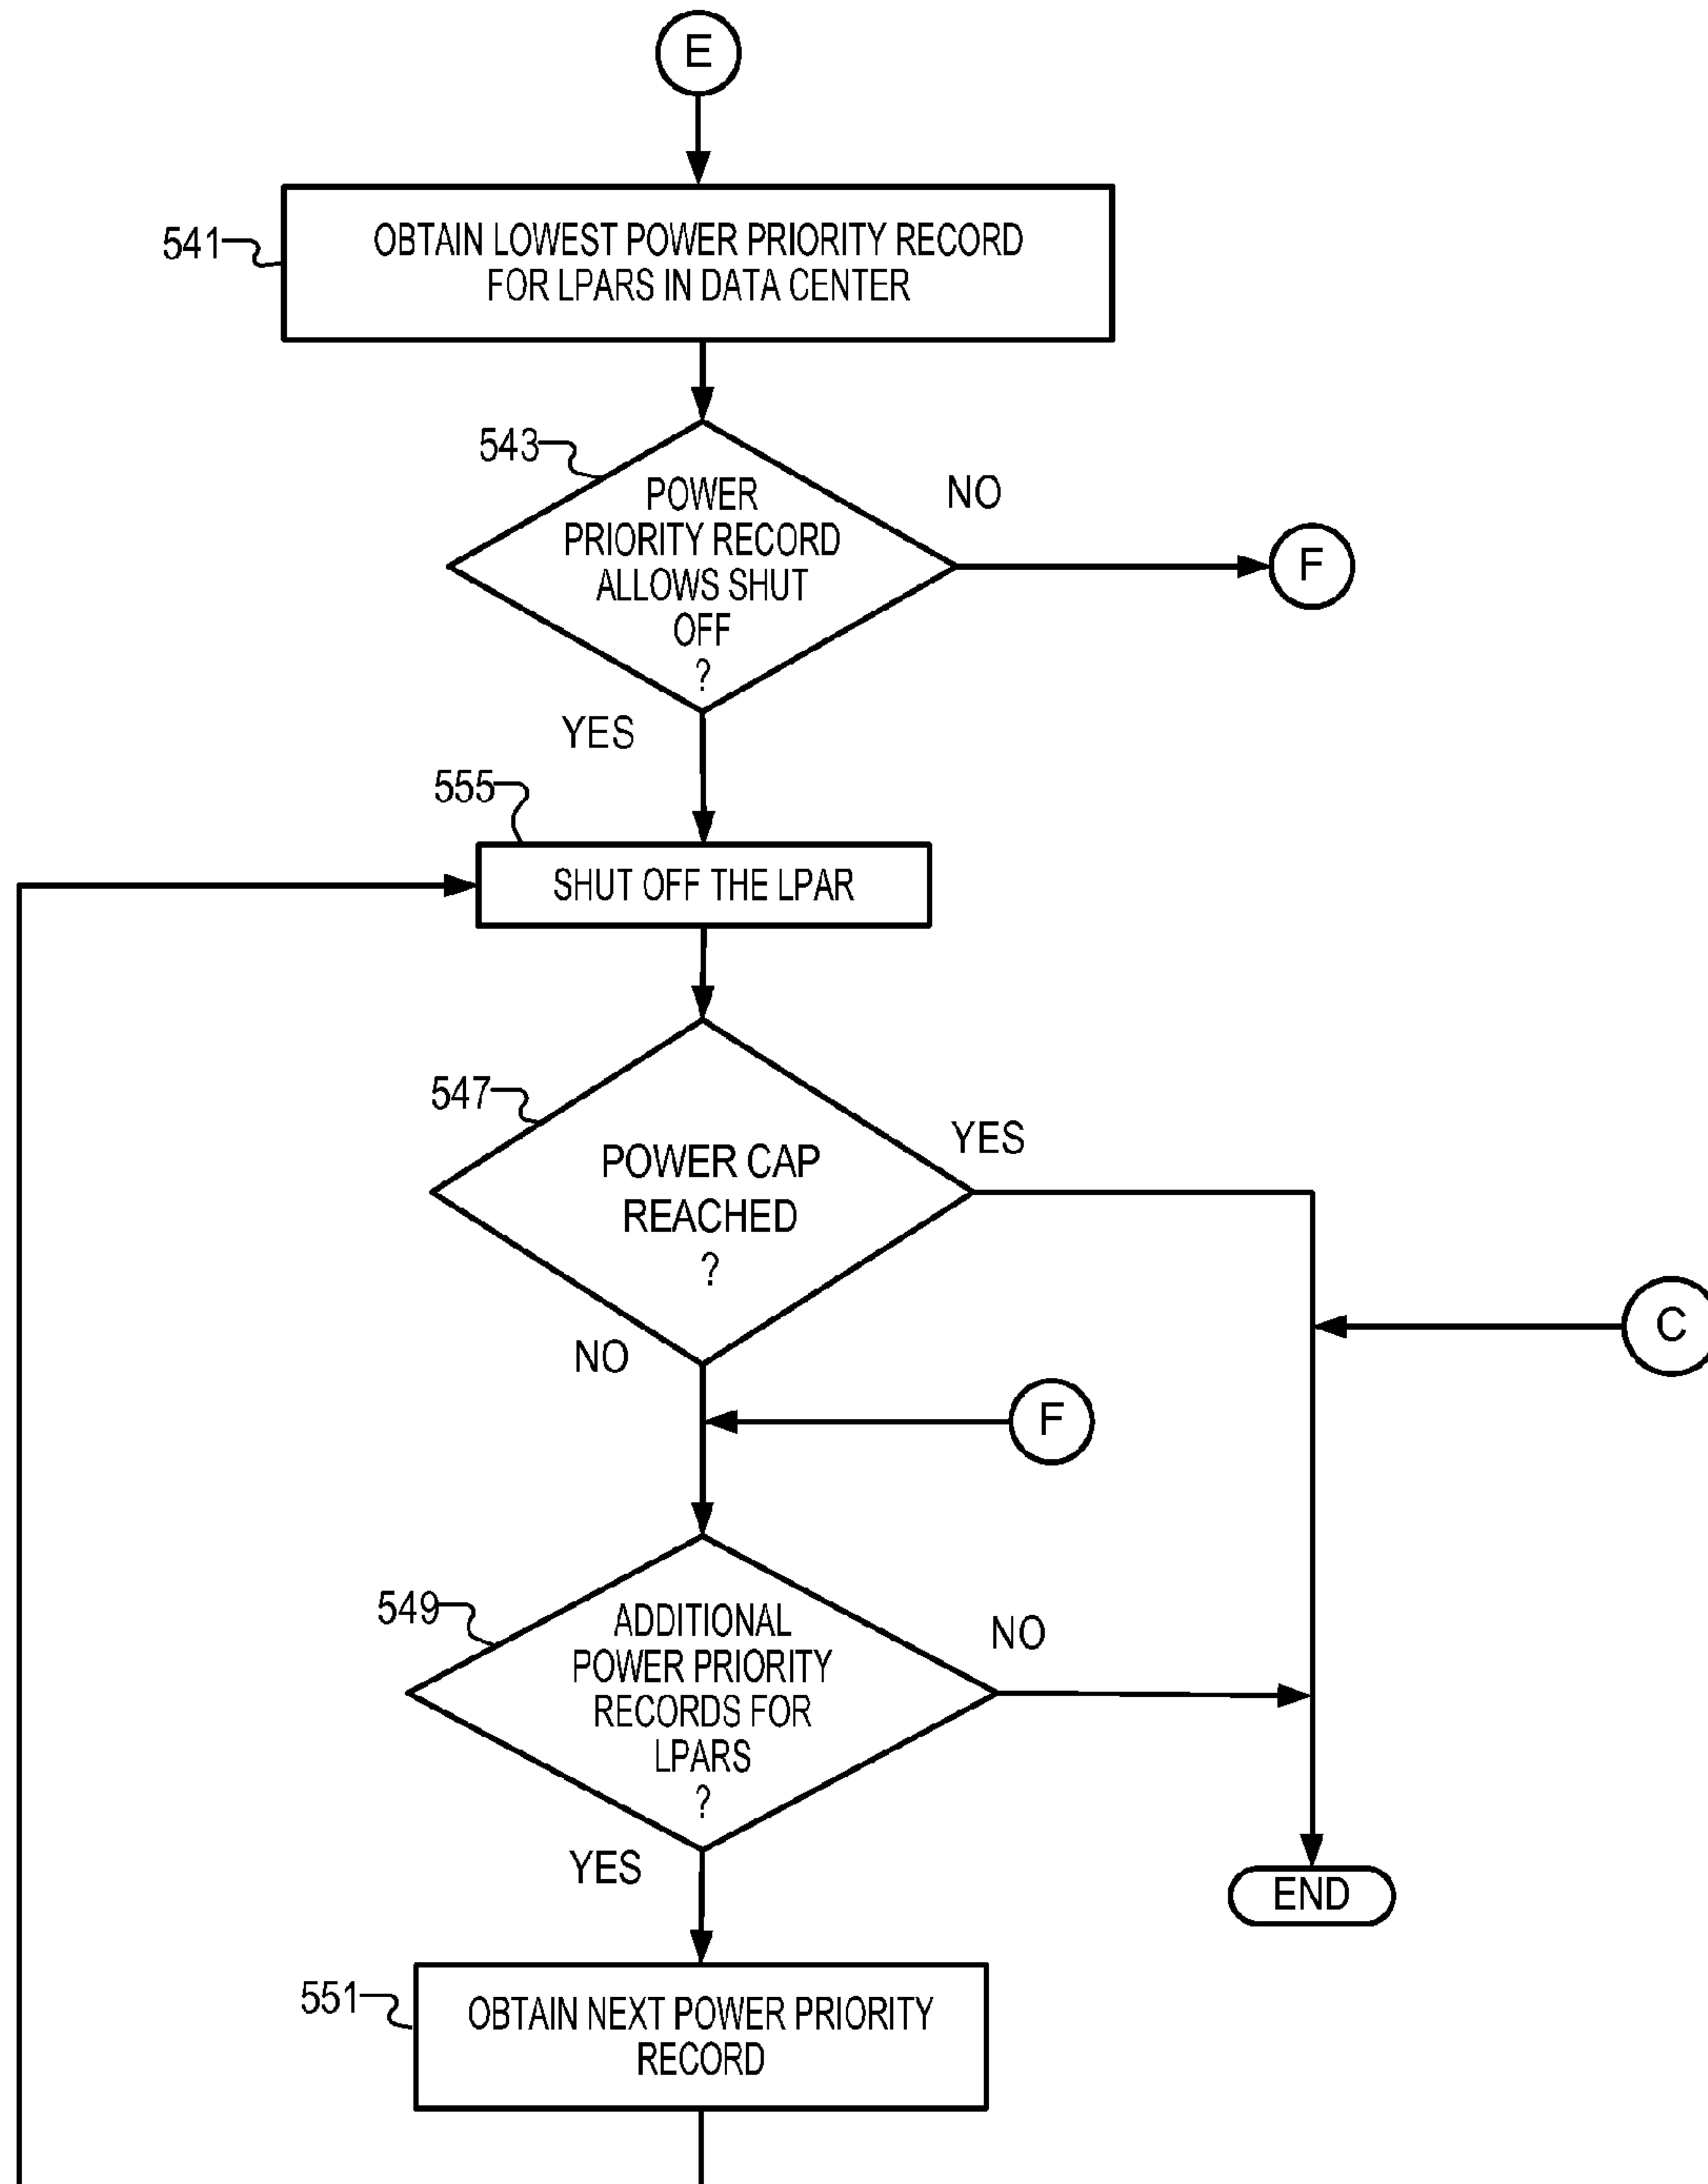 E
541
OBTAIN LOWEST POWER PRIORITY RECORD
FOR LPARS IN DATA CENTER
543
POWER
PRIORITY RECORD
ALLOWS SHUT
OFF
?
NO
F
YES
555
SHUT OFF THE LPAR
547
POWER CAP
REACHED
?
YES
C
NO
F
549
ADDITIONAL
POWER PRIORITY
RECORDS FOR
LPARS
?
NO
YES
END
551
OBTAIN NEXT POWER PRIORITY
RECORD